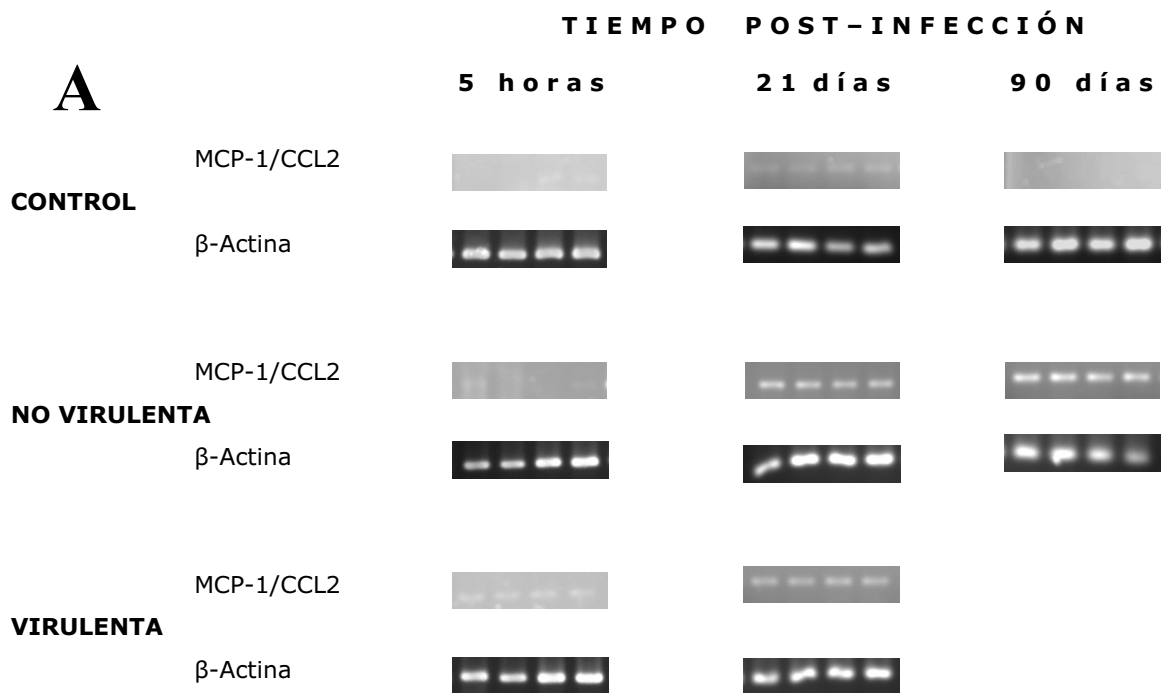 TIEMPO POST-INFECCIÓN
A
5 horas 21 días 90 días
MCP-1/CCL2
CONTROL
β-Actina
MCP-1/CCL2
NO VIRULENTA
β-Actina
MCP-1/CCL2
VIRULENTA
β-Actina